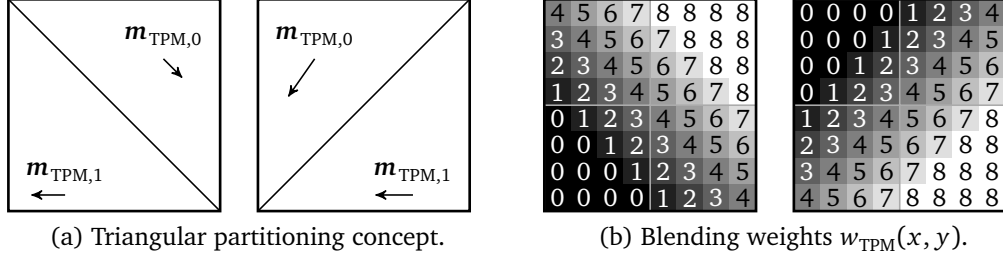 m_TPM,0
m_TPM,1
m_TPM,0
m_TPM,1
4 5 6 7 8 8 8 8
3 4 5 6 7 8 8 8
2 3 4 5 6 7 8 8
1 2 3 4 5 6 7 8
0 1 2 3 4 5 6 7
0 0 1 2 3 4 5 6
0 0 0 1 2 3 4 5
0 0 0 0 1 2 3 4
0 0 0 0 1 2 3 4
0 0 0 1 2 3 4 5
0 0 1 2 3 4 5 6
0 1 2 3 4 5 6 7
1 2 3 4 5 6 7 8
2 3 4 5 6 7 8 8
3 4 5 6 7 8 8 8
4 5 6 7 8 8 8 8
(a) Triangular partitioning concept.
(b) Blending weights w_TPM(x, y).